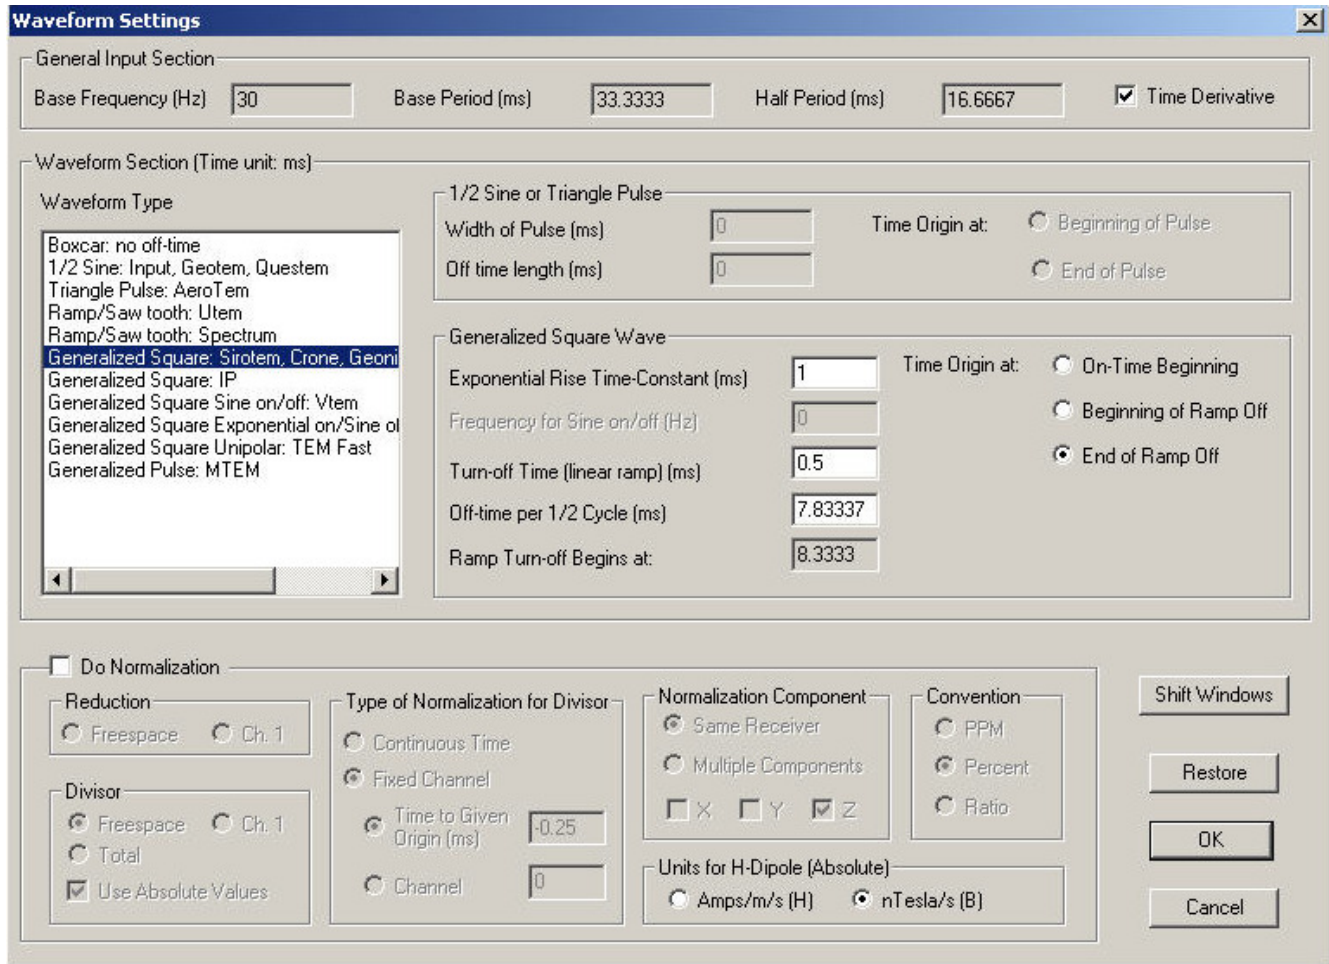 Waveform Settings
General Input Section
Base Frequency (Hz) 30 Base Period (ms) 33.3333 Half Period (ms) 16.6667 Time Derivative
Waveform Section (Time unit: ms)
Waveform Type
Boxcar: no off-time
1/2 Sine: Input, Geotem, Questem
Triangle Pulse: AeroTem
Ramp/Saw tooth: Utem
Ramp/Saw tooth: Spectrum
Generalized Square: Sirotem, Crone, Geoni
Generalized Square: IP
Generalized Square Sine on/off: Vtem
Generalized Square Exponential on/Sine of
Generalized Square Unipolar: TEM Fast
Generalized Pulse: MTEM
1/2 Sine or Triangle Pulse
Width of Pulse (ms) 0 Time Origin at: Beginning of Pulse
Off time length (ms) 0 End of Pulse
Generalized Square Wave
Exponential Rise Time-Constant (ms) 1 Time Origin at: On-Time Beginning
Frequency for Sine on/off (Hz) 0 Beginning of Ramp Off
Turn-off Time (linear ramp) (ms) 0.5 End of Ramp Off
Off-time per 1/2 Cycle (ms) 7.83337
Ramp Turn-off Begins at: 8.3333
Do Normalization
Reduction
Freespace Ch. 1
Divisor
Freespace Ch. 1
Total
Use Absolute Values
Type of Normalization for Divisor
Continuous Time
Fixed Channel
Time to Given
Origin (ms) -0.25
Channel 0
Normalization Component
Same Receiver
Multiple Components
X Y Z
Convention
PPM
Percent
Ratio
Units for H-Dipole (Absolute)
Amps/m/s (H) nTesla/s (B)
Shift Windows
Restore
OK
Cancel